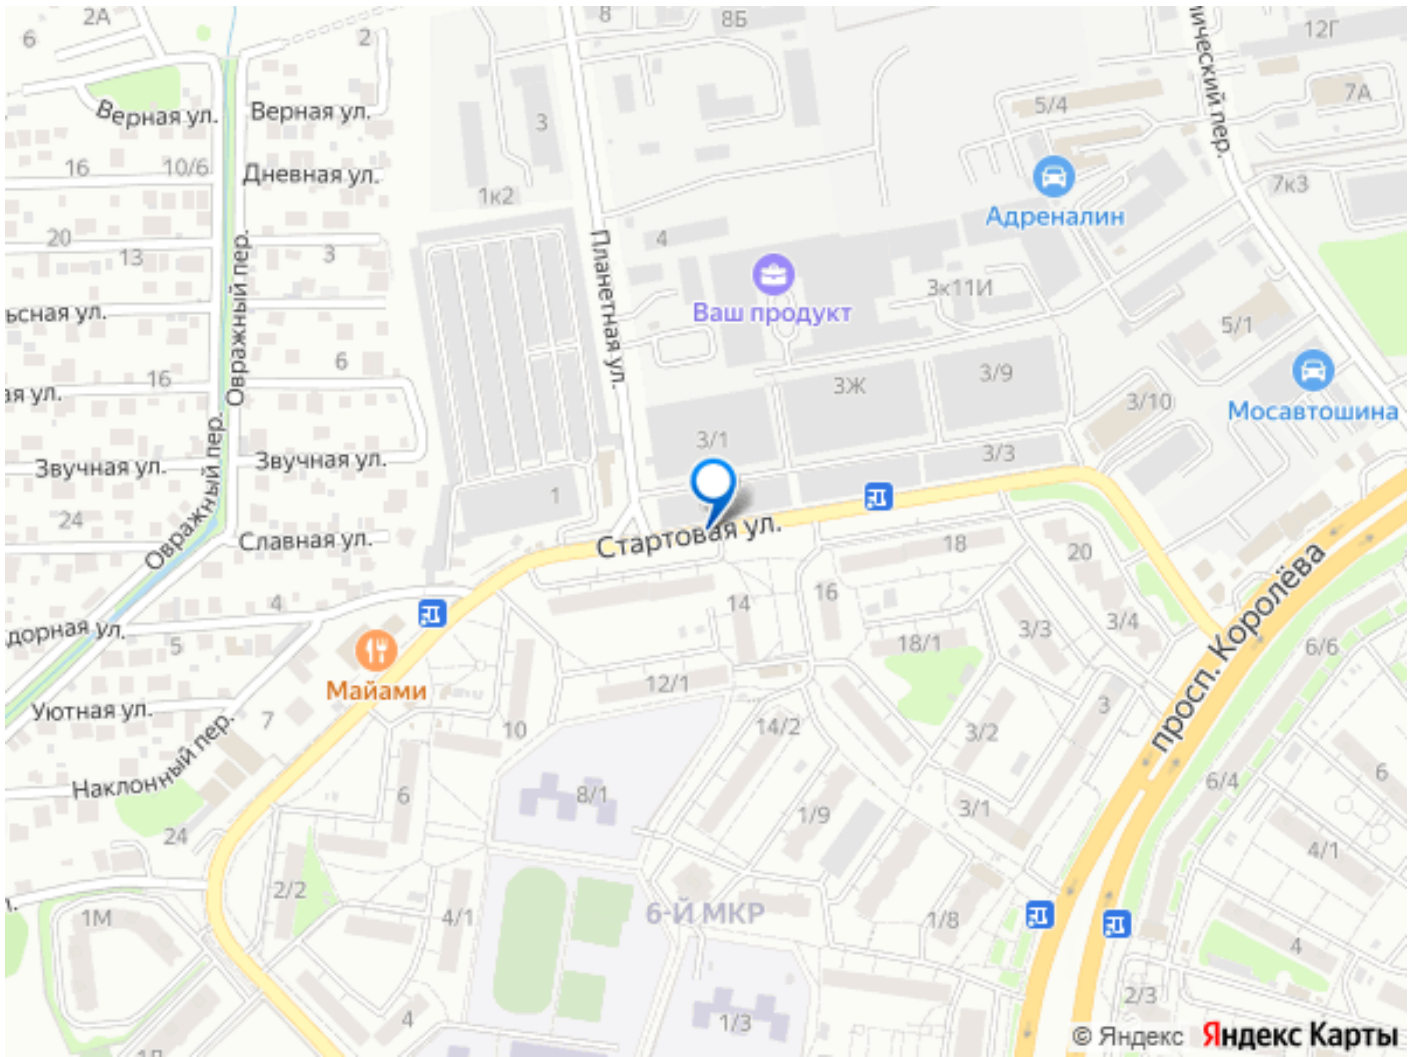 2А
6
2
8
8Б
12Г
Верная ул.
Верная ул.
3
5/4
7А
ический пер.
16
10/6
Дневная ул.
1к2
Адреналин
7к3
20
13
3
4
Овражный пер.
Планетная ул.
Ваш продукт
3к11И
ьсная ул.
5/1
6
16
ая ул.
3Ж
3/9
3/10
Мосавтошина
3/1
3/3
Звучная ул.
Звучная ул.
1
24
Овражный пер.
Славная ул.
Стартовая ул.
18
20
просп. Королёва
4
14
16
3/3
3/4
дорная ул.
5
18/1
6/6
Майами
12/1
Уютная ул.
7
10
14/2
3/2
3
Наклонный пер.
6
8/1
1/9
3/1
6/4
6
24
4/1
2/2
1М
4/1
6-Й МКР
1/8
4
4
1/3
2/3
© Яндекс Яндекс Карты